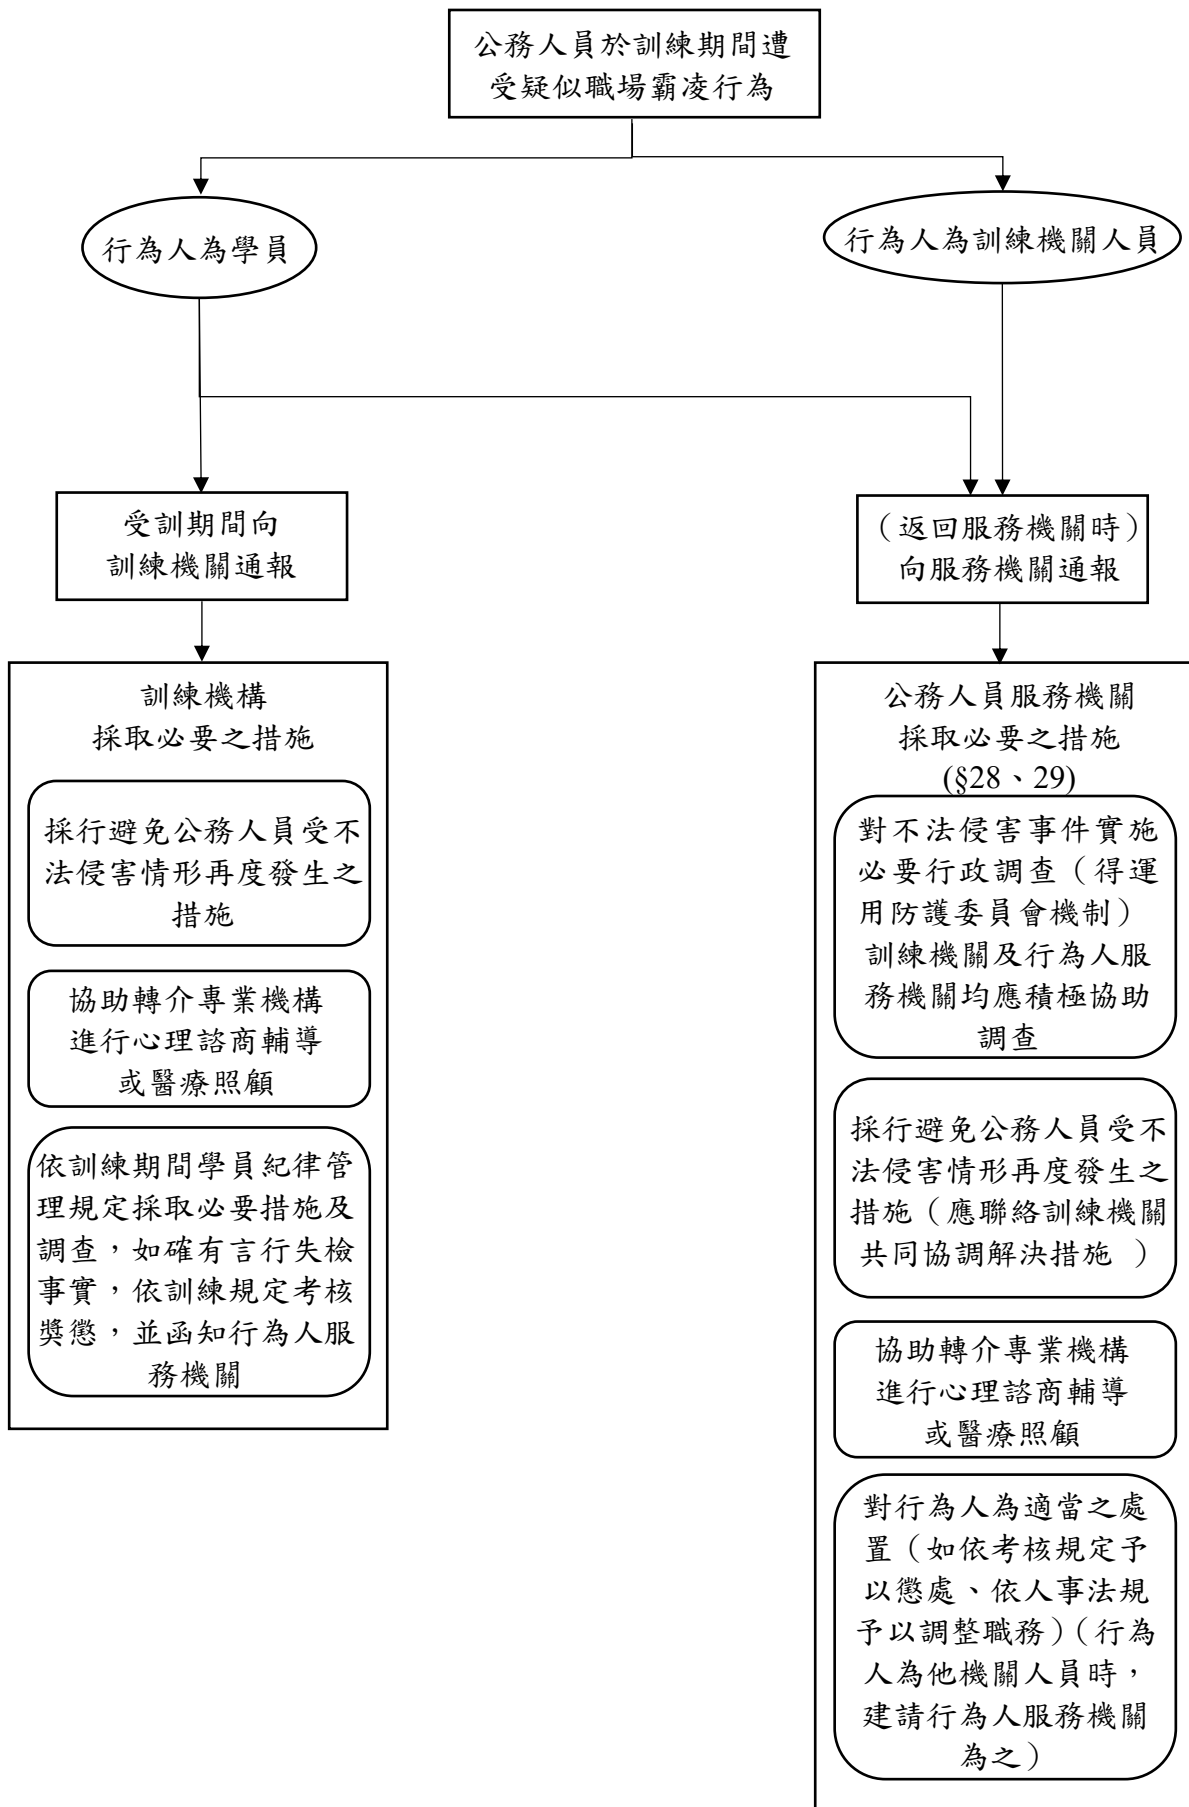 公務人員於訓練期間遭
受疑似職場霸凌行為
行為人為學員
行為人為訓練機關人員
受訓期間向
訓練機關通報
（返回服務機關時）
向服務機關通報
訓練機構
採取必要之措施
採行避免公務人員受不
法侵害情形再度發生之
措施
協助轉介專業機構
進行心理諮商輔導
或醫療照顧
依訓練期間學員紀律管
理規定採取必要措施及
調查，如確有言行失檢
事實，依訓練規定考核
獎懲，並函知行為人服
務機關
公務人員服務機關
採取必要之措施
(§28、29)
對不法侵害事件實施
必要行政調查（得運
用防護委員會機制）
訓練機關及行為人服
務機關均應積極協助
調查
採行避免公務人員受不
法侵害情形再度發生之
措施（應聯絡訓練機關
共同協調解決措施 ）
協助轉介專業機構
進行心理諮商輔導
或醫療照顧
對行為人為適當之處
置（如依考核規定予
以懲處、依人事法規
予以調整職務）（行為
人為他機關人員時，
建請行為人服務機關
為之）